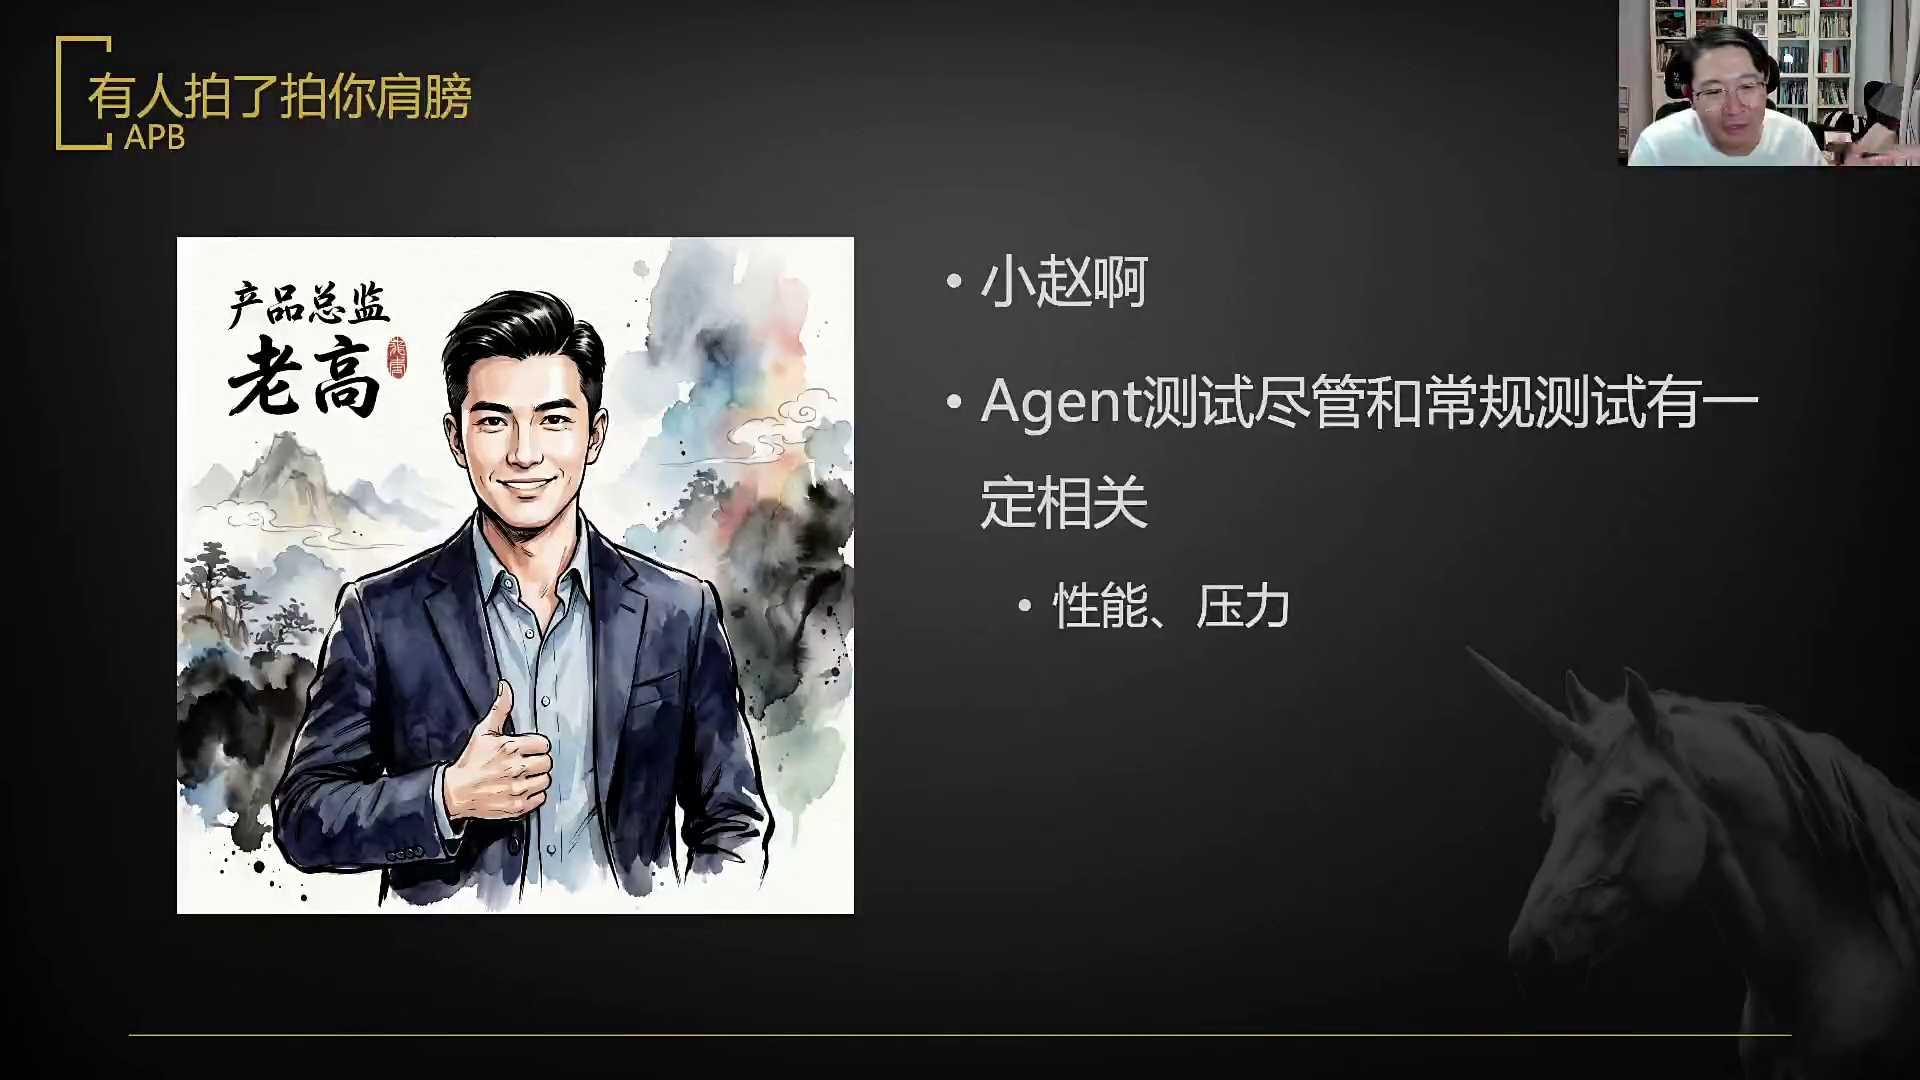 有人拍了拍你肩膀
APB
产品总监
老高
小赵啊
Agent测试尽管和常规测试有一
定相关
性能、压力